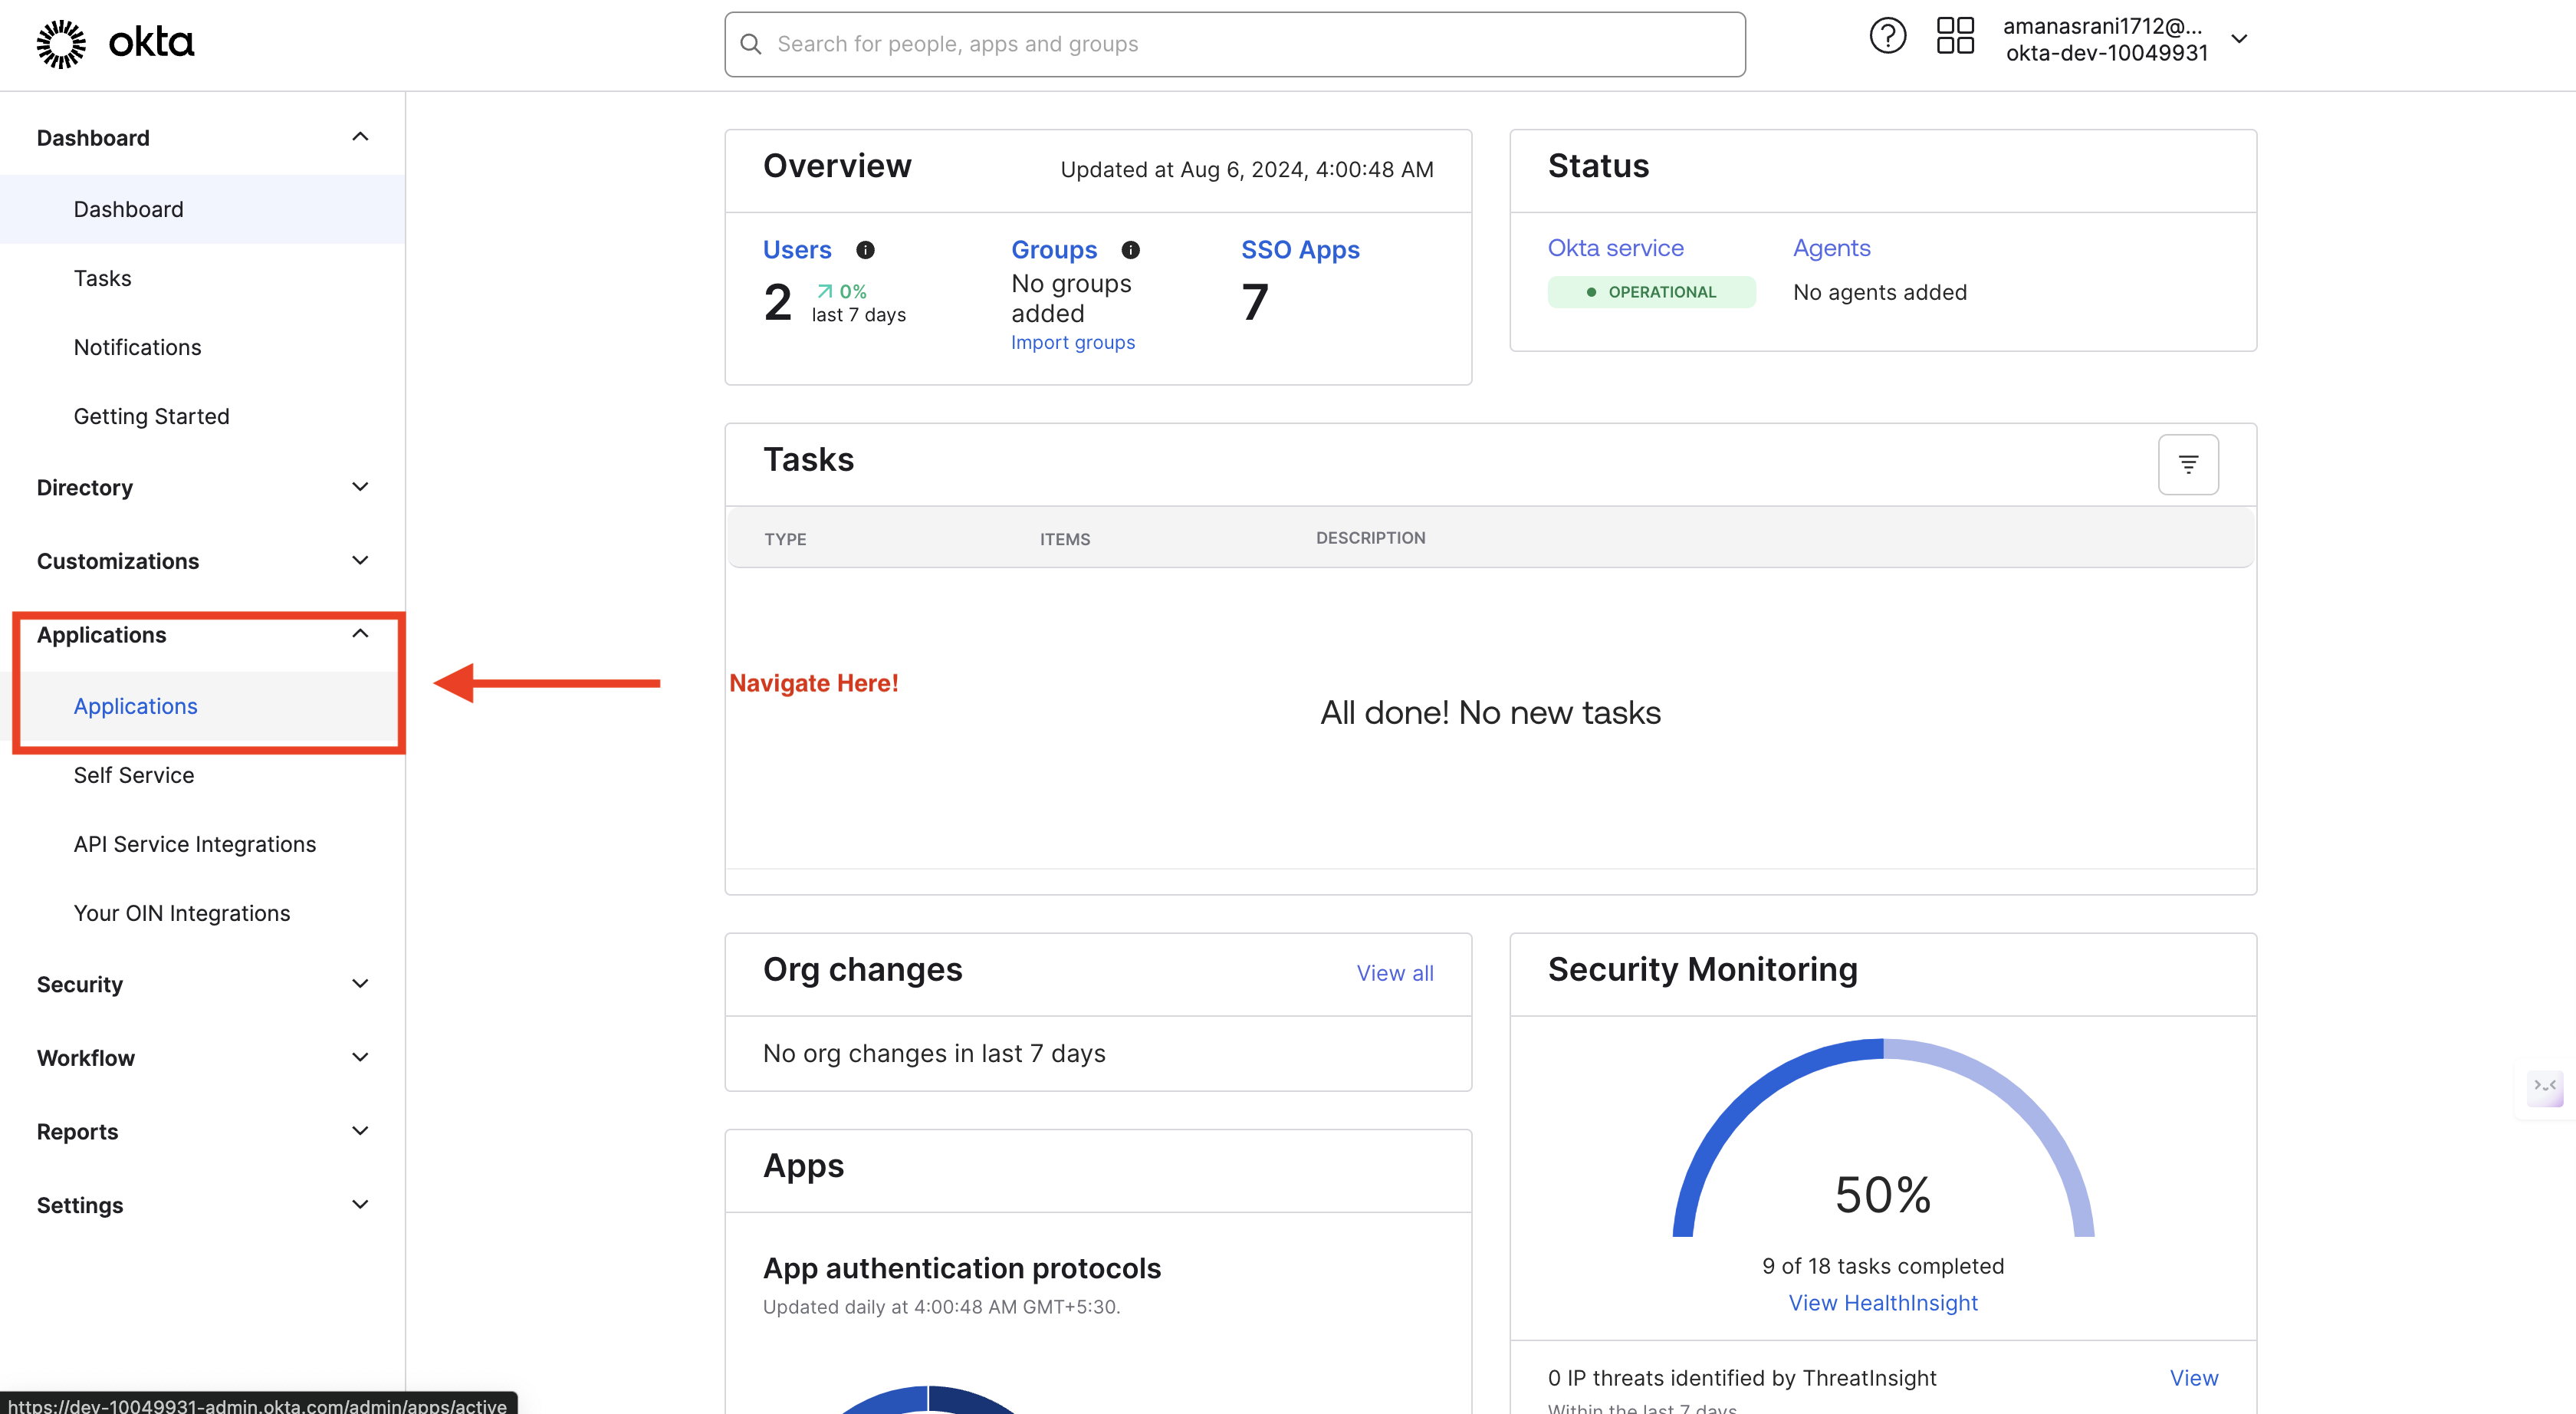 okta
Search for people, apps and groups
amanasrani1712@...
okta-dev-10049931
Dashboard
Dashboard
Tasks
Notifications
Getting Started
Directory
Customizations
Applications
Applications
Self Service
API Service Integrations
Your OIN Integrations
Security
Workflow
Reports
Settings
https://dev-10049931-admin.okta.com/admin/apps/active
Overview
Updated at Aug 6, 2024, 4:00:48 AM
Users
2
0%
last 7 days
Groups
No groups
added
Import groups
SSO Apps
7
Status
Okta service
OPERATIONAL
Agents
No agents added
Tasks
TYPE ITEMS DESCRIPTION
Navigate Here!
All done! No new tasks
Org changes
View all
No org changes in last 7 days
Apps
App authentication protocols
Updated daily at 4:00:48 AM GMT+5:30.
Security Monitoring
50%
9 of 18 tasks completed
View HealthInsight
0 IP threats identified by ThreatInsight
View
Within the last 7 days